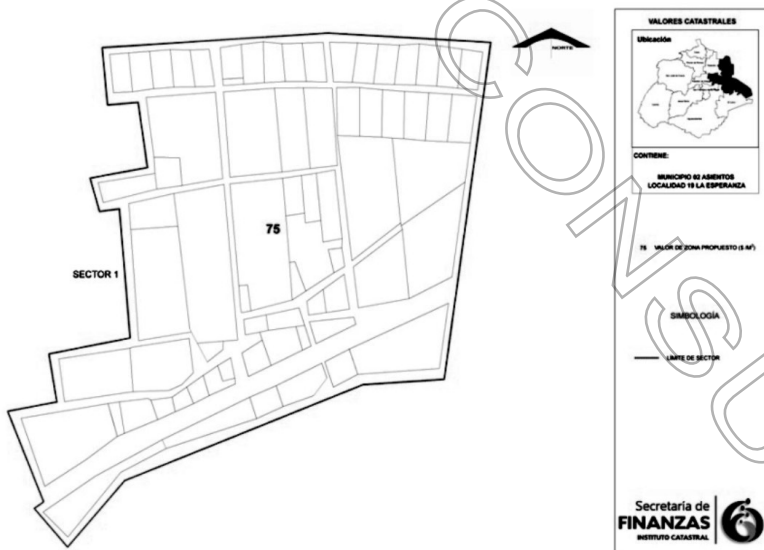 NORTE
75
SECTOR 1
VALORES CATASTRALES
Ubicación
CONTIENE:
MUNICIPIO 02 ASIENTOS
LOCALIDAD 19 LA ESPERANZA
75 VALOR DE ZONA PROPUESTO ($ /M²)
SIMBOLOGÍA
LIMITE DE SECTOR
Secretaría de
FINANZAS
INSTITUTO CATASTRAL
CONSU